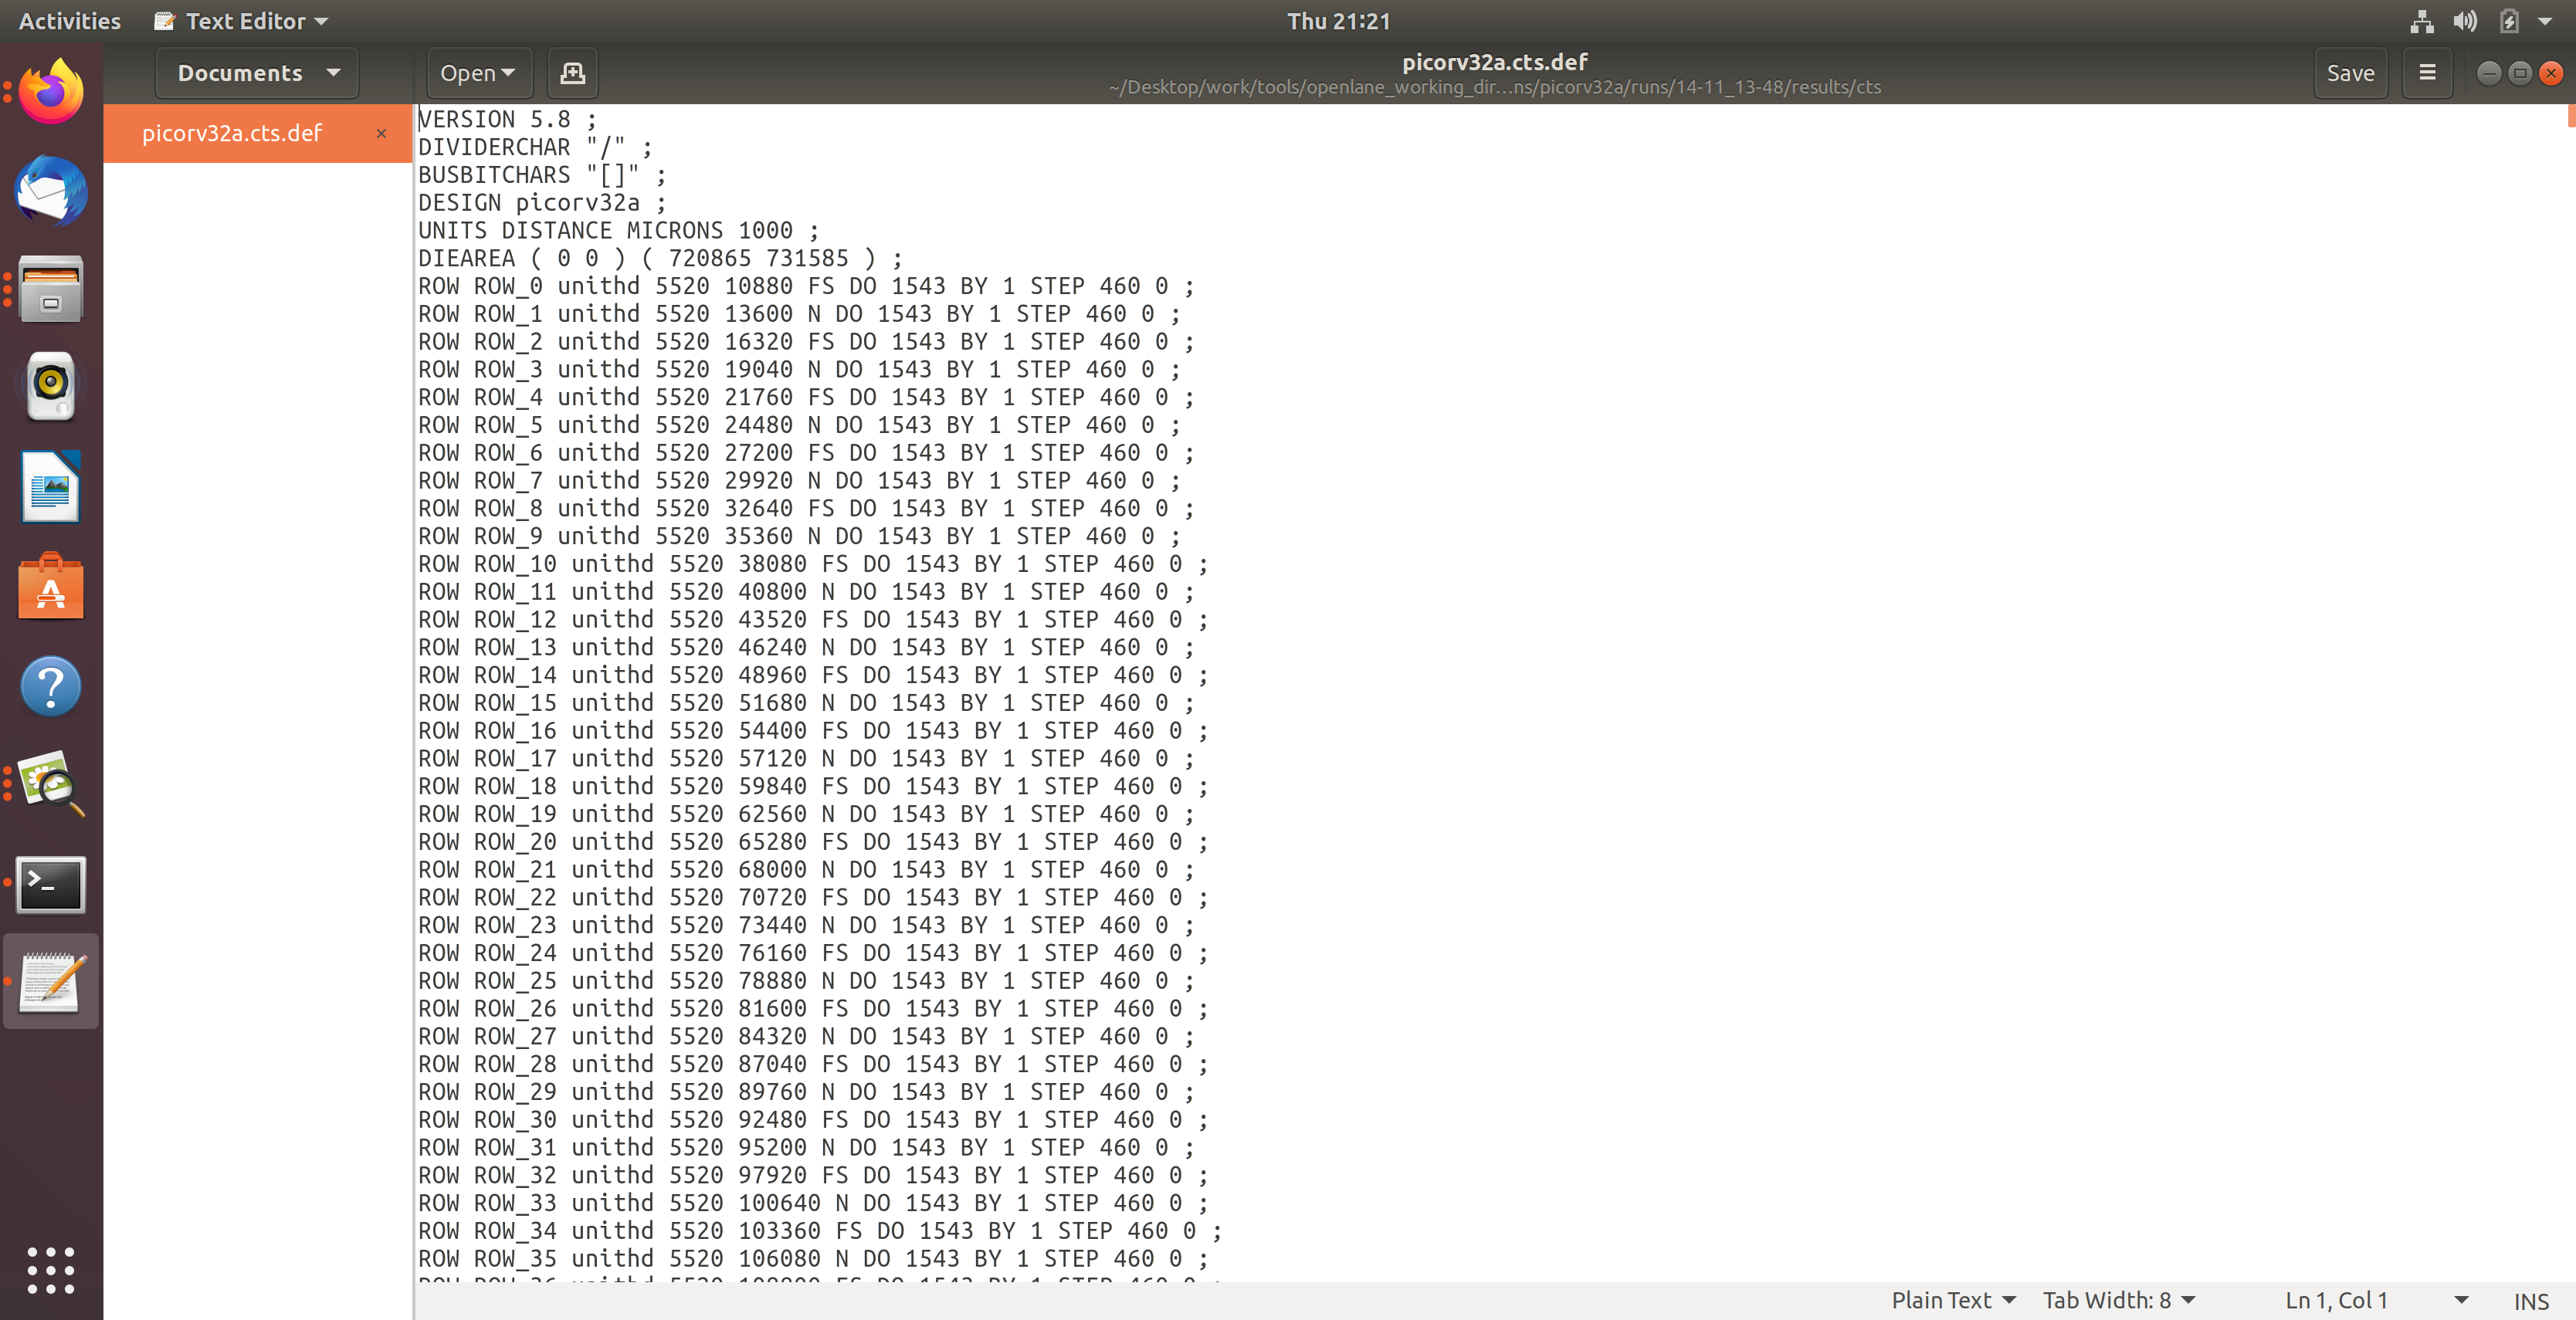 Activities Text Editor Thu 21:21
Documents Open picorv32a.cts.def Save
~/Desktop/work/tools/openlane_working_dir...ns/picorv32a/runs/14-11_13-48/results/cts
picorv32a.cts.def ×
VERSION 5.8 ;
DIVIDERCHAR "/" ;
BUSBITCHARS "[]" ;
DESIGN picorv32a ;
UNITS DISTANCE MICRONS 1000 ;
DIEAREA ( 0 0 ) ( 720865 731585 ) ;
ROW ROW_0 unithd 5520 10880 FS DO 1543 BY 1 STEP 460 0 ;
ROW ROW_1 unithd 5520 13600 N DO 1543 BY 1 STEP 460 0 ;
ROW ROW_2 unithd 5520 16320 FS DO 1543 BY 1 STEP 460 0 ;
ROW ROW_3 unithd 5520 19040 N DO 1543 BY 1 STEP 460 0 ;
ROW ROW_4 unithd 5520 21760 FS DO 1543 BY 1 STEP 460 0 ;
ROW ROW_5 unithd 5520 24480 N DO 1543 BY 1 STEP 460 0 ;
ROW ROW_6 unithd 5520 27200 FS DO 1543 BY 1 STEP 460 0 ;
ROW ROW_7 unithd 5520 29920 N DO 1543 BY 1 STEP 460 0 ;
ROW ROW_8 unithd 5520 32640 FS DO 1543 BY 1 STEP 460 0 ;
ROW ROW_9 unithd 5520 35360 N DO 1543 BY 1 STEP 460 0 ;
ROW ROW_10 unithd 5520 38080 FS DO 1543 BY 1 STEP 460 0 ;
ROW ROW_11 unithd 5520 40800 N DO 1543 BY 1 STEP 460 0 ;
ROW ROW_12 unithd 5520 43520 FS DO 1543 BY 1 STEP 460 0 ;
ROW ROW_13 unithd 5520 46240 N DO 1543 BY 1 STEP 460 0 ;
ROW ROW_14 unithd 5520 48960 FS DO 1543 BY 1 STEP 460 0 ;
ROW ROW_15 unithd 5520 51680 N DO 1543 BY 1 STEP 460 0 ;
ROW ROW_16 unithd 5520 54400 FS DO 1543 BY 1 STEP 460 0 ;
ROW ROW_17 unithd 5520 57120 N DO 1543 BY 1 STEP 460 0 ;
ROW ROW_18 unithd 5520 59840 FS DO 1543 BY 1 STEP 460 0 ;
ROW ROW_19 unithd 5520 62560 N DO 1543 BY 1 STEP 460 0 ;
ROW ROW_20 unithd 5520 65280 FS DO 1543 BY 1 STEP 460 0 ;
ROW ROW_21 unithd 5520 68000 N DO 1543 BY 1 STEP 460 0 ;
ROW ROW_22 unithd 5520 70720 FS DO 1543 BY 1 STEP 460 0 ;
ROW ROW_23 unithd 5520 73440 N DO 1543 BY 1 STEP 460 0 ;
ROW ROW_24 unithd 5520 76160 FS DO 1543 BY 1 STEP 460 0 ;
ROW ROW_25 unithd 5520 78880 N DO 1543 BY 1 STEP 460 0 ;
ROW ROW_26 unithd 5520 81600 FS DO 1543 BY 1 STEP 460 0 ;
ROW ROW_27 unithd 5520 84320 N DO 1543 BY 1 STEP 460 0 ;
ROW ROW_28 unithd 5520 87040 FS DO 1543 BY 1 STEP 460 0 ;
ROW ROW_29 unithd 5520 89760 N DO 1543 BY 1 STEP 460 0 ;
ROW ROW_30 unithd 5520 92480 FS DO 1543 BY 1 STEP 460 0 ;
ROW ROW_31 unithd 5520 95200 N DO 1543 BY 1 STEP 460 0 ;
ROW ROW_32 unithd 5520 97920 FS DO 1543 BY 1 STEP 460 0 ;
ROW ROW_33 unithd 5520 100640 N DO 1543 BY 1 STEP 460 0 ;
ROW ROW_34 unithd 5520 103360 FS DO 1543 BY 1 STEP 460 0 ;
ROW ROW_35 unithd 5520 106080 N DO 1543 BY 1 STEP 460 0 ;
ROW ROW_36 unithd 5520 108800 FS DO 1543 BY 1 STEP 460 0 ;
Plain Text Tab Width: 8 Ln 1, Col 1 INS